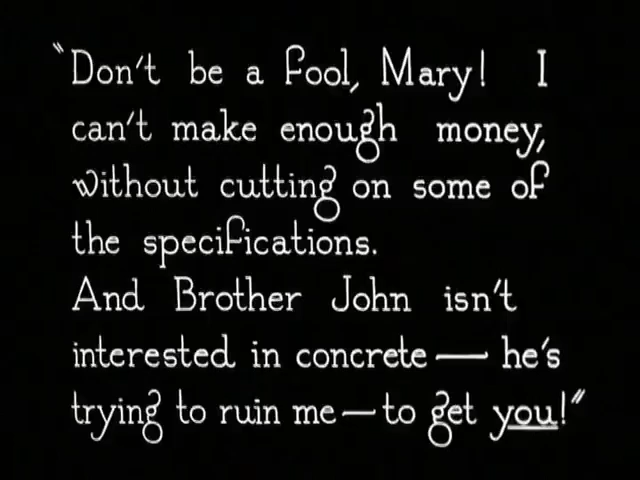 "Don't be a fool, Mary! I
can't make enough money,
without cutting on some of
the specifications.
And Brother John isn't
interested in concrete — he's
trying to ruin me — to get you!"